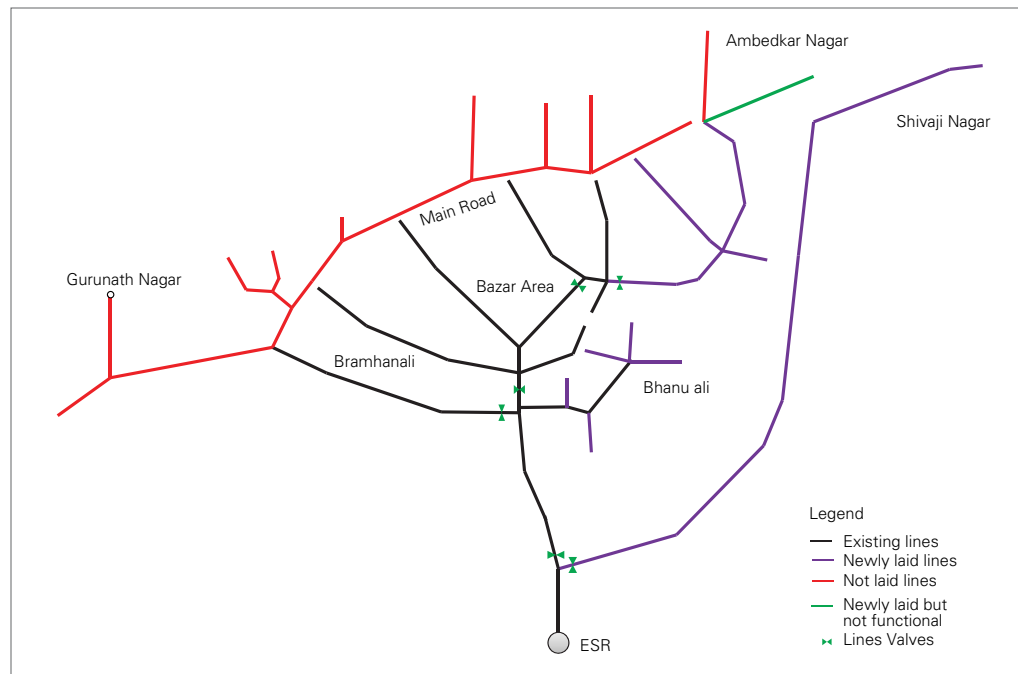 Ambedkar Nagar
Shivaji Nagar
Main Road
Gurunath Nagar
Bazar Area
Bramhanali
Bhanu ali
Legend
Existing lines
Newly laid lines
Not laid lines
Newly laid but
not functional
Lines Valves
ESR